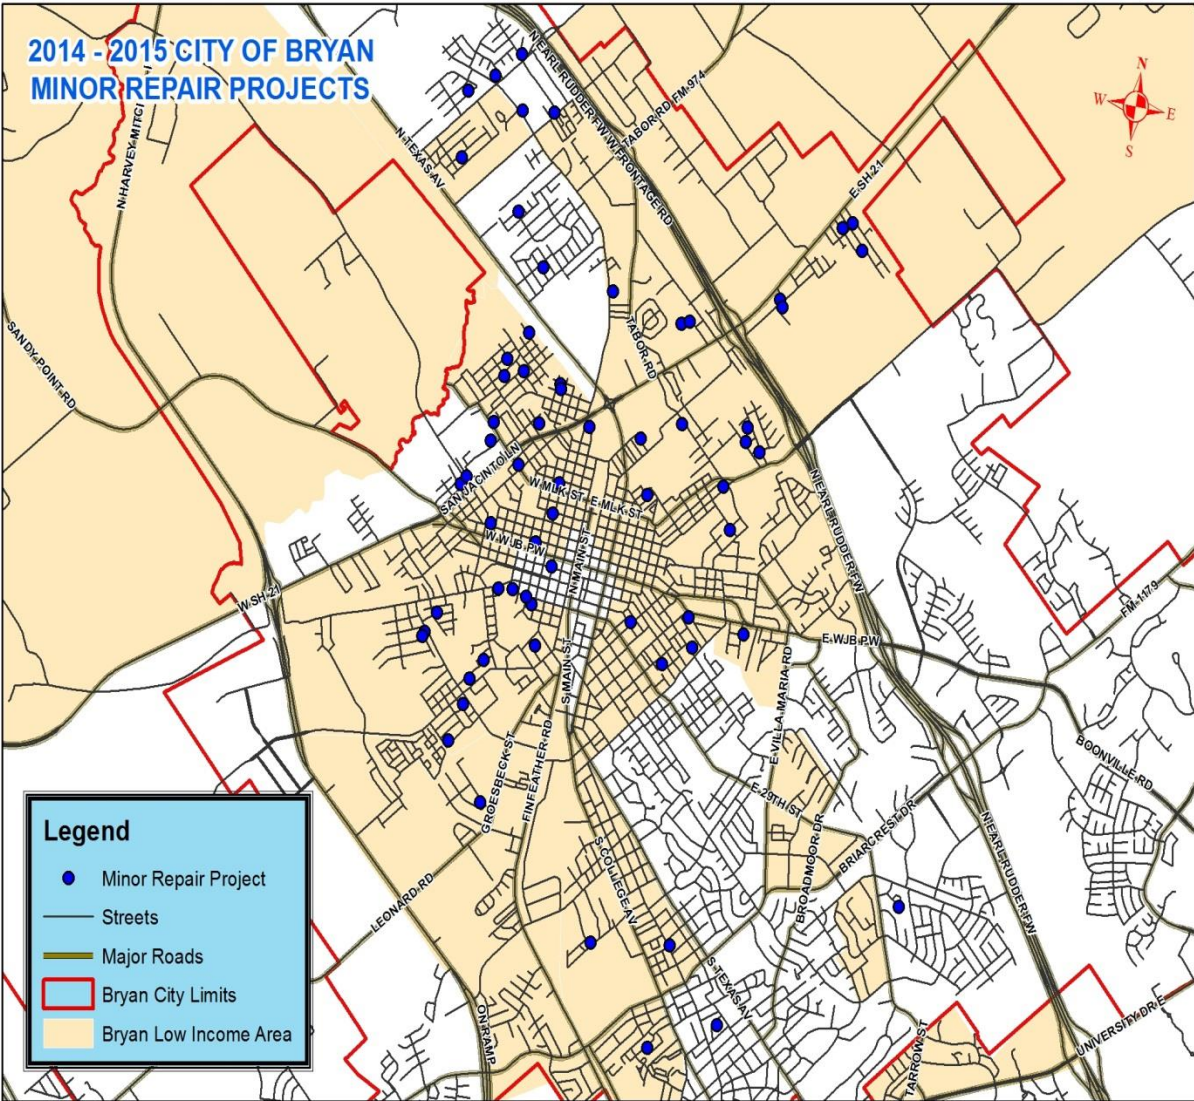 2014 - 2015 CITY OF BRYAN
MINOR REPAIR PROJECTS
N HARVEY MITCH
N TEXAS AV
N EARL RUDDER FW W FRONTAGE RD
TABOR RD FM 974
E SH 21
N
W
E
S
SANDY POINT RD
TABOR RD
SAN JACINTO LN
W MLK ST
E MLK ST
W WJB PW
N MAIN ST
N EARL RUDDER FW
W SH 21
FM 1179
E WJB PW
S MAIN ST
E VILLA MARIA RD
GROESBECK ST
FINFEATHER RD
BOONVILLE RD
E 29TH ST
BRIARCREST DR
BROADMOOR DR
N EARL RUDDER FW
S COLLEGE AV
LEONARD RD
S TEXAS AV
ON RAMP
TARROW ST
UNIVERSITY DR E
Legend
Minor Repair Project
Streets
Major Roads
Bryan City Limits
Bryan Low Income Area